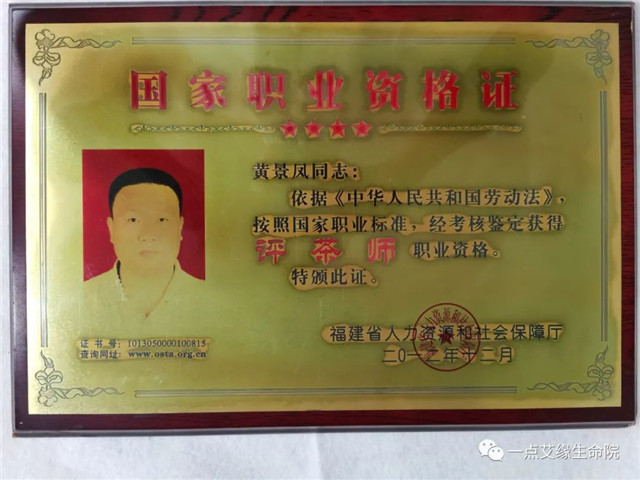 国家职业资格证
黄景凤同志：
依据《中华人民共和国劳动法》，
按照国家职业标准，经考核鉴定获得
评茶师 职业资格。
特颁此证。
证 书 号：1013050000100815
查询网址：www.osta.org.cn
福建省人力资源和社会保障厅
二〇一二年十二月
一点艾缘生命院